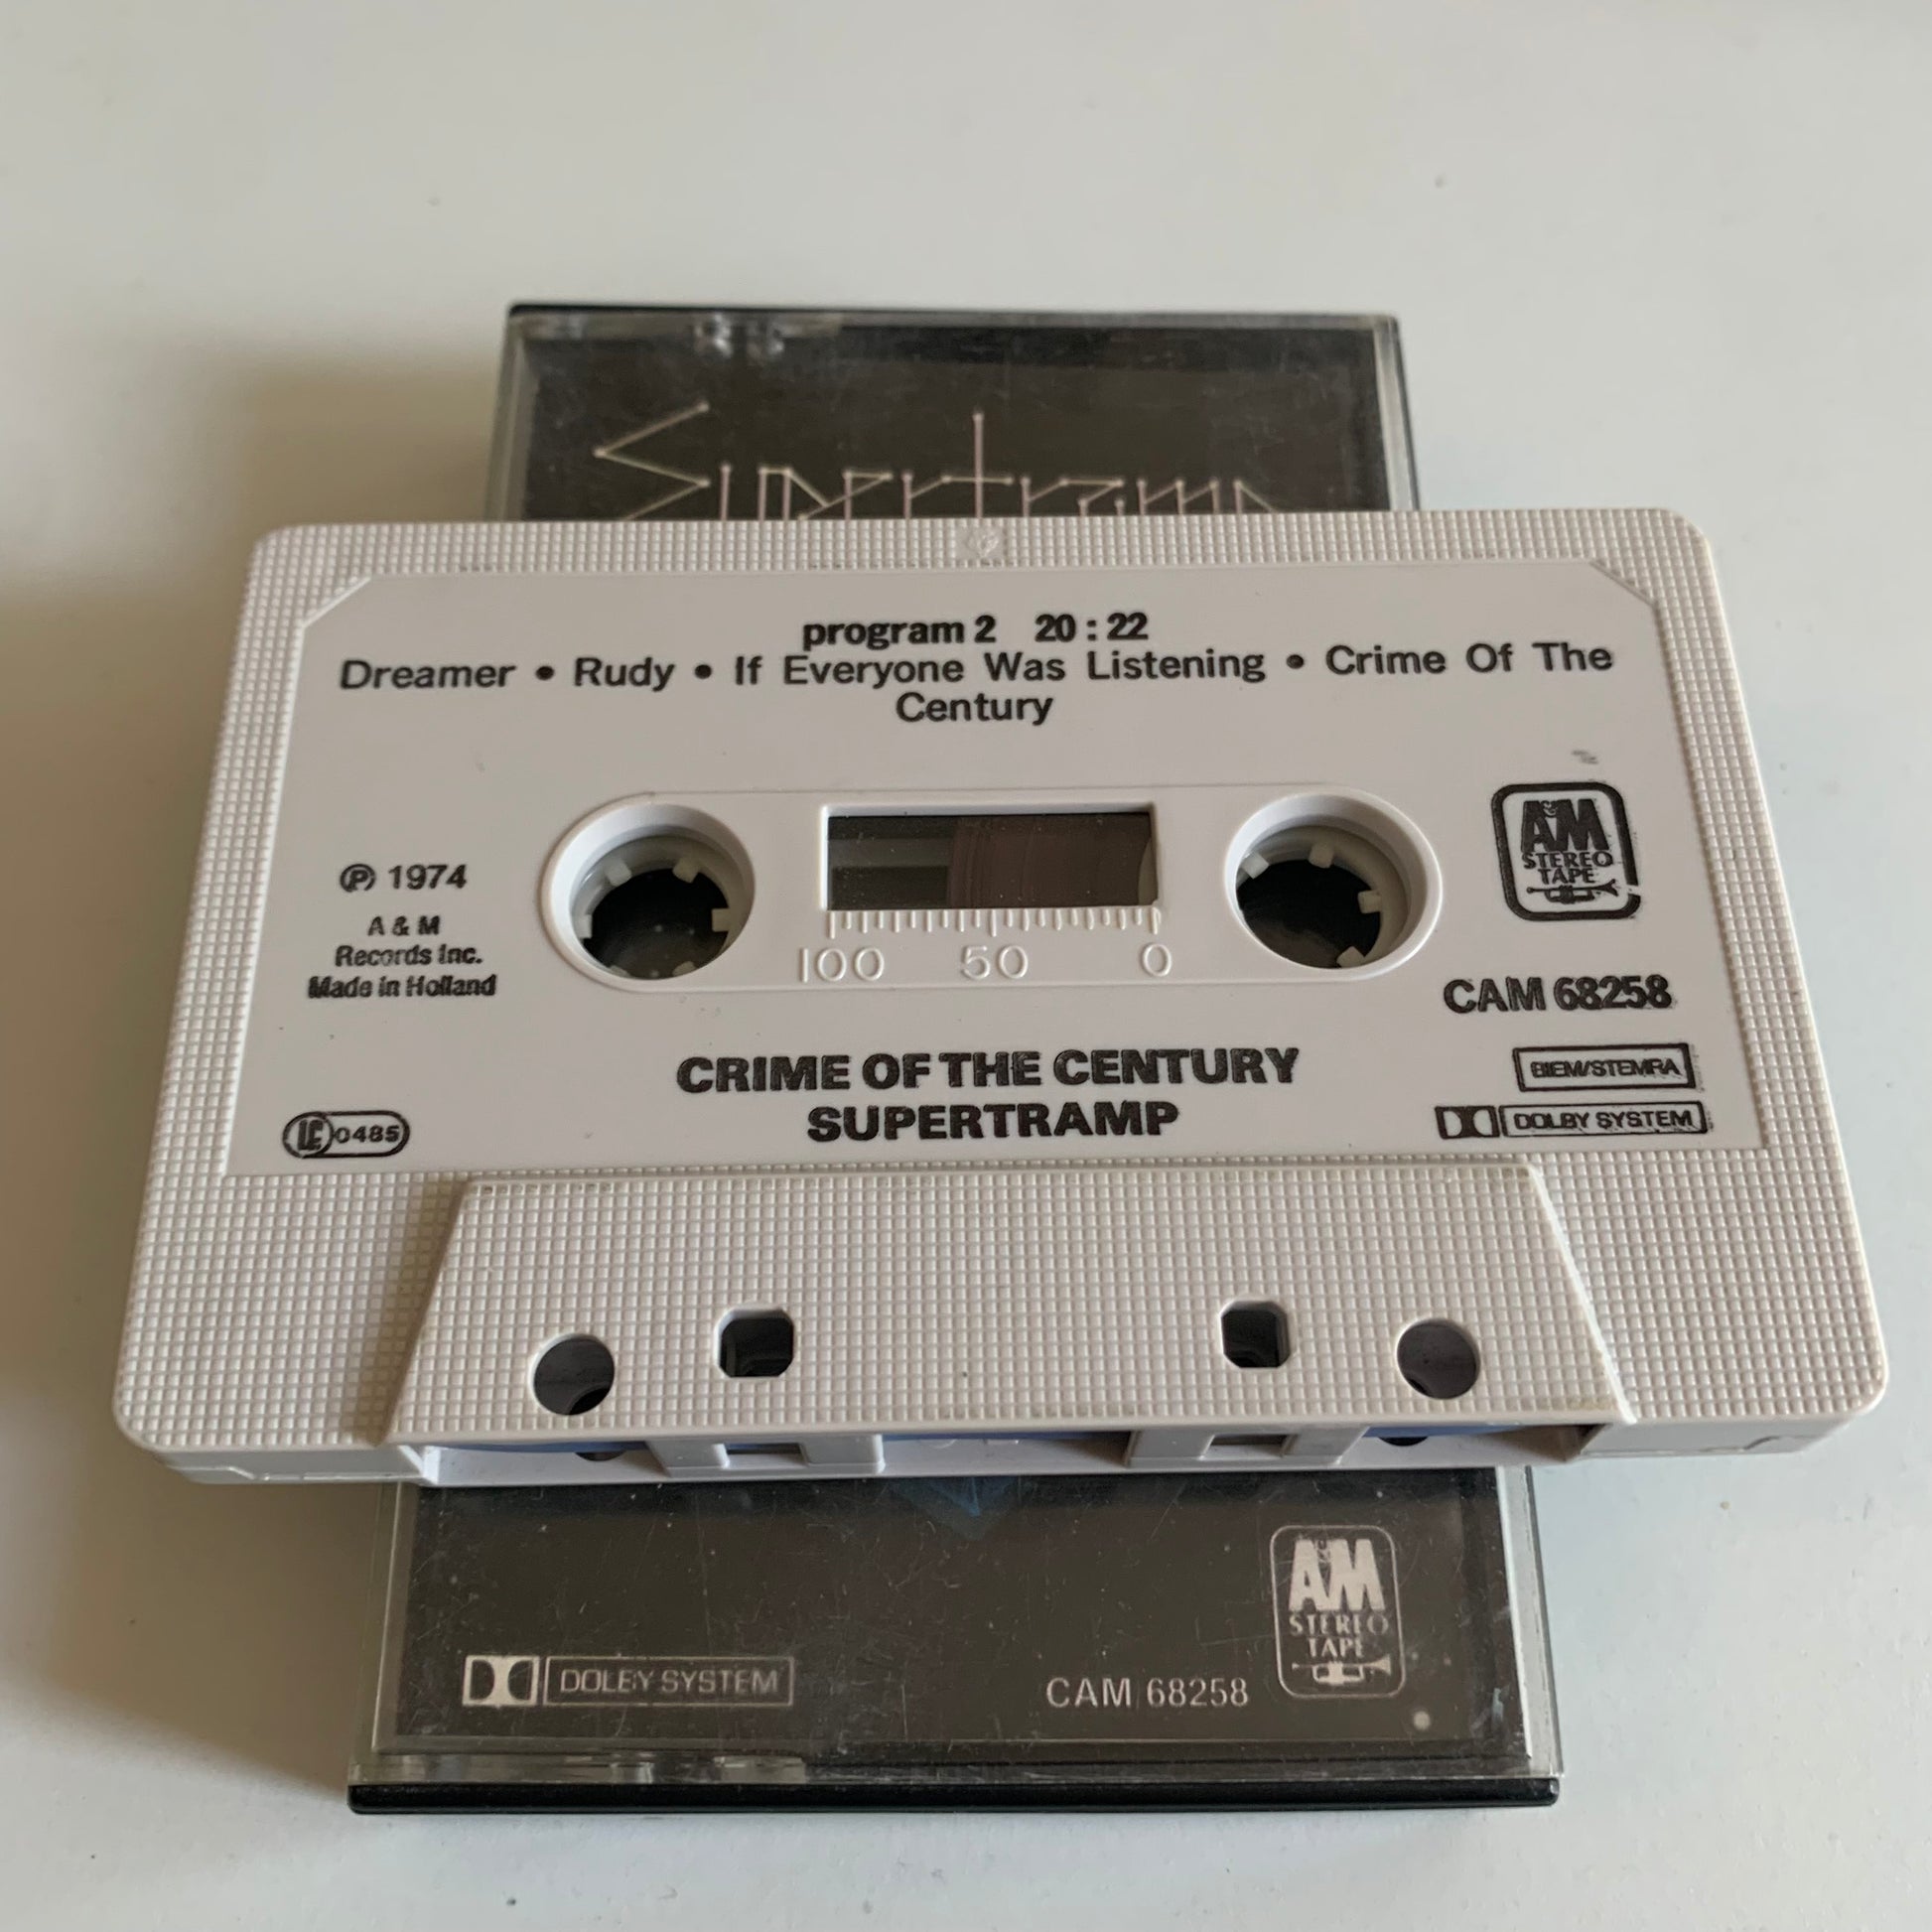 Supertramp
program 2 20 : 22
Dreamer • Rudy • If Everyone Was Listening • Crime Of The
Century
℗ 1974
A & M
Records Inc.
Made in Holland
100 50 0
A&M
STEREO
TAPE
CAM 68258
CRIME OF THE CENTURY
SUPERTRAMP
BIEM/STEMRA
LC 0485
DOLBY SYSTEM
A&M
STEREO
TAPE
DOLBY SYSTEM
CAM 68258